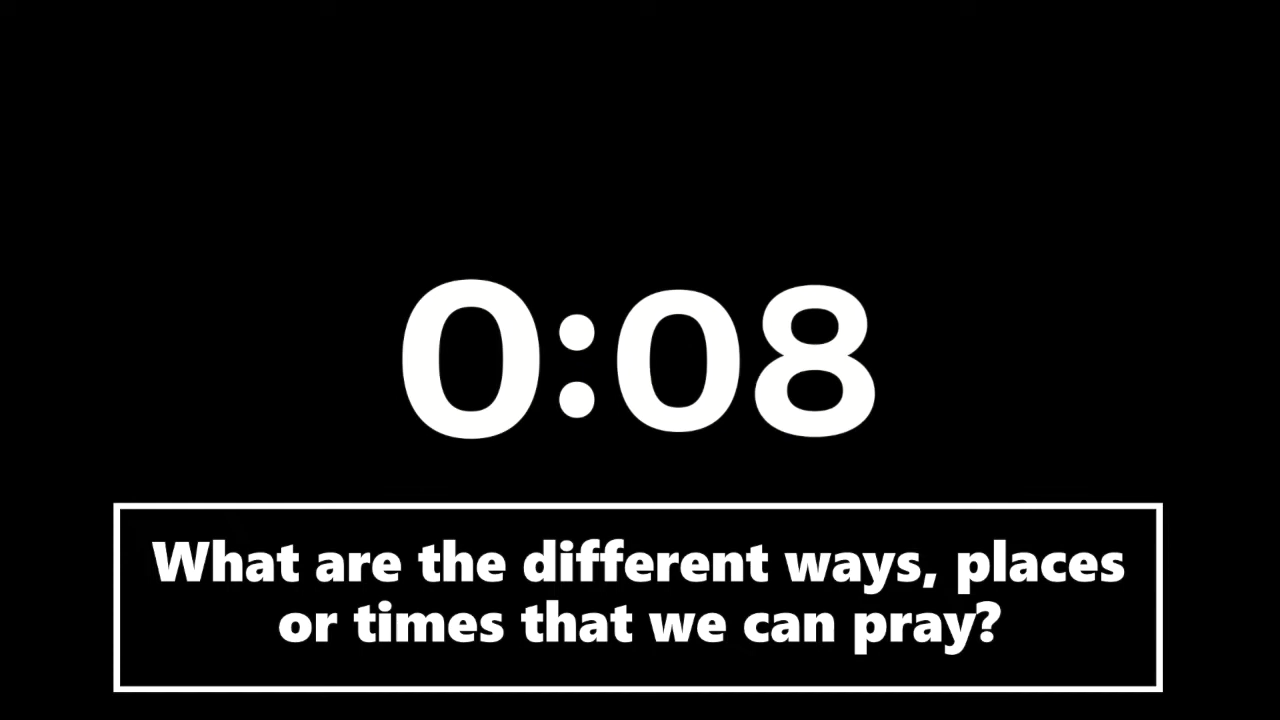 0:08
What are the different ways, places
or times that we can pray?